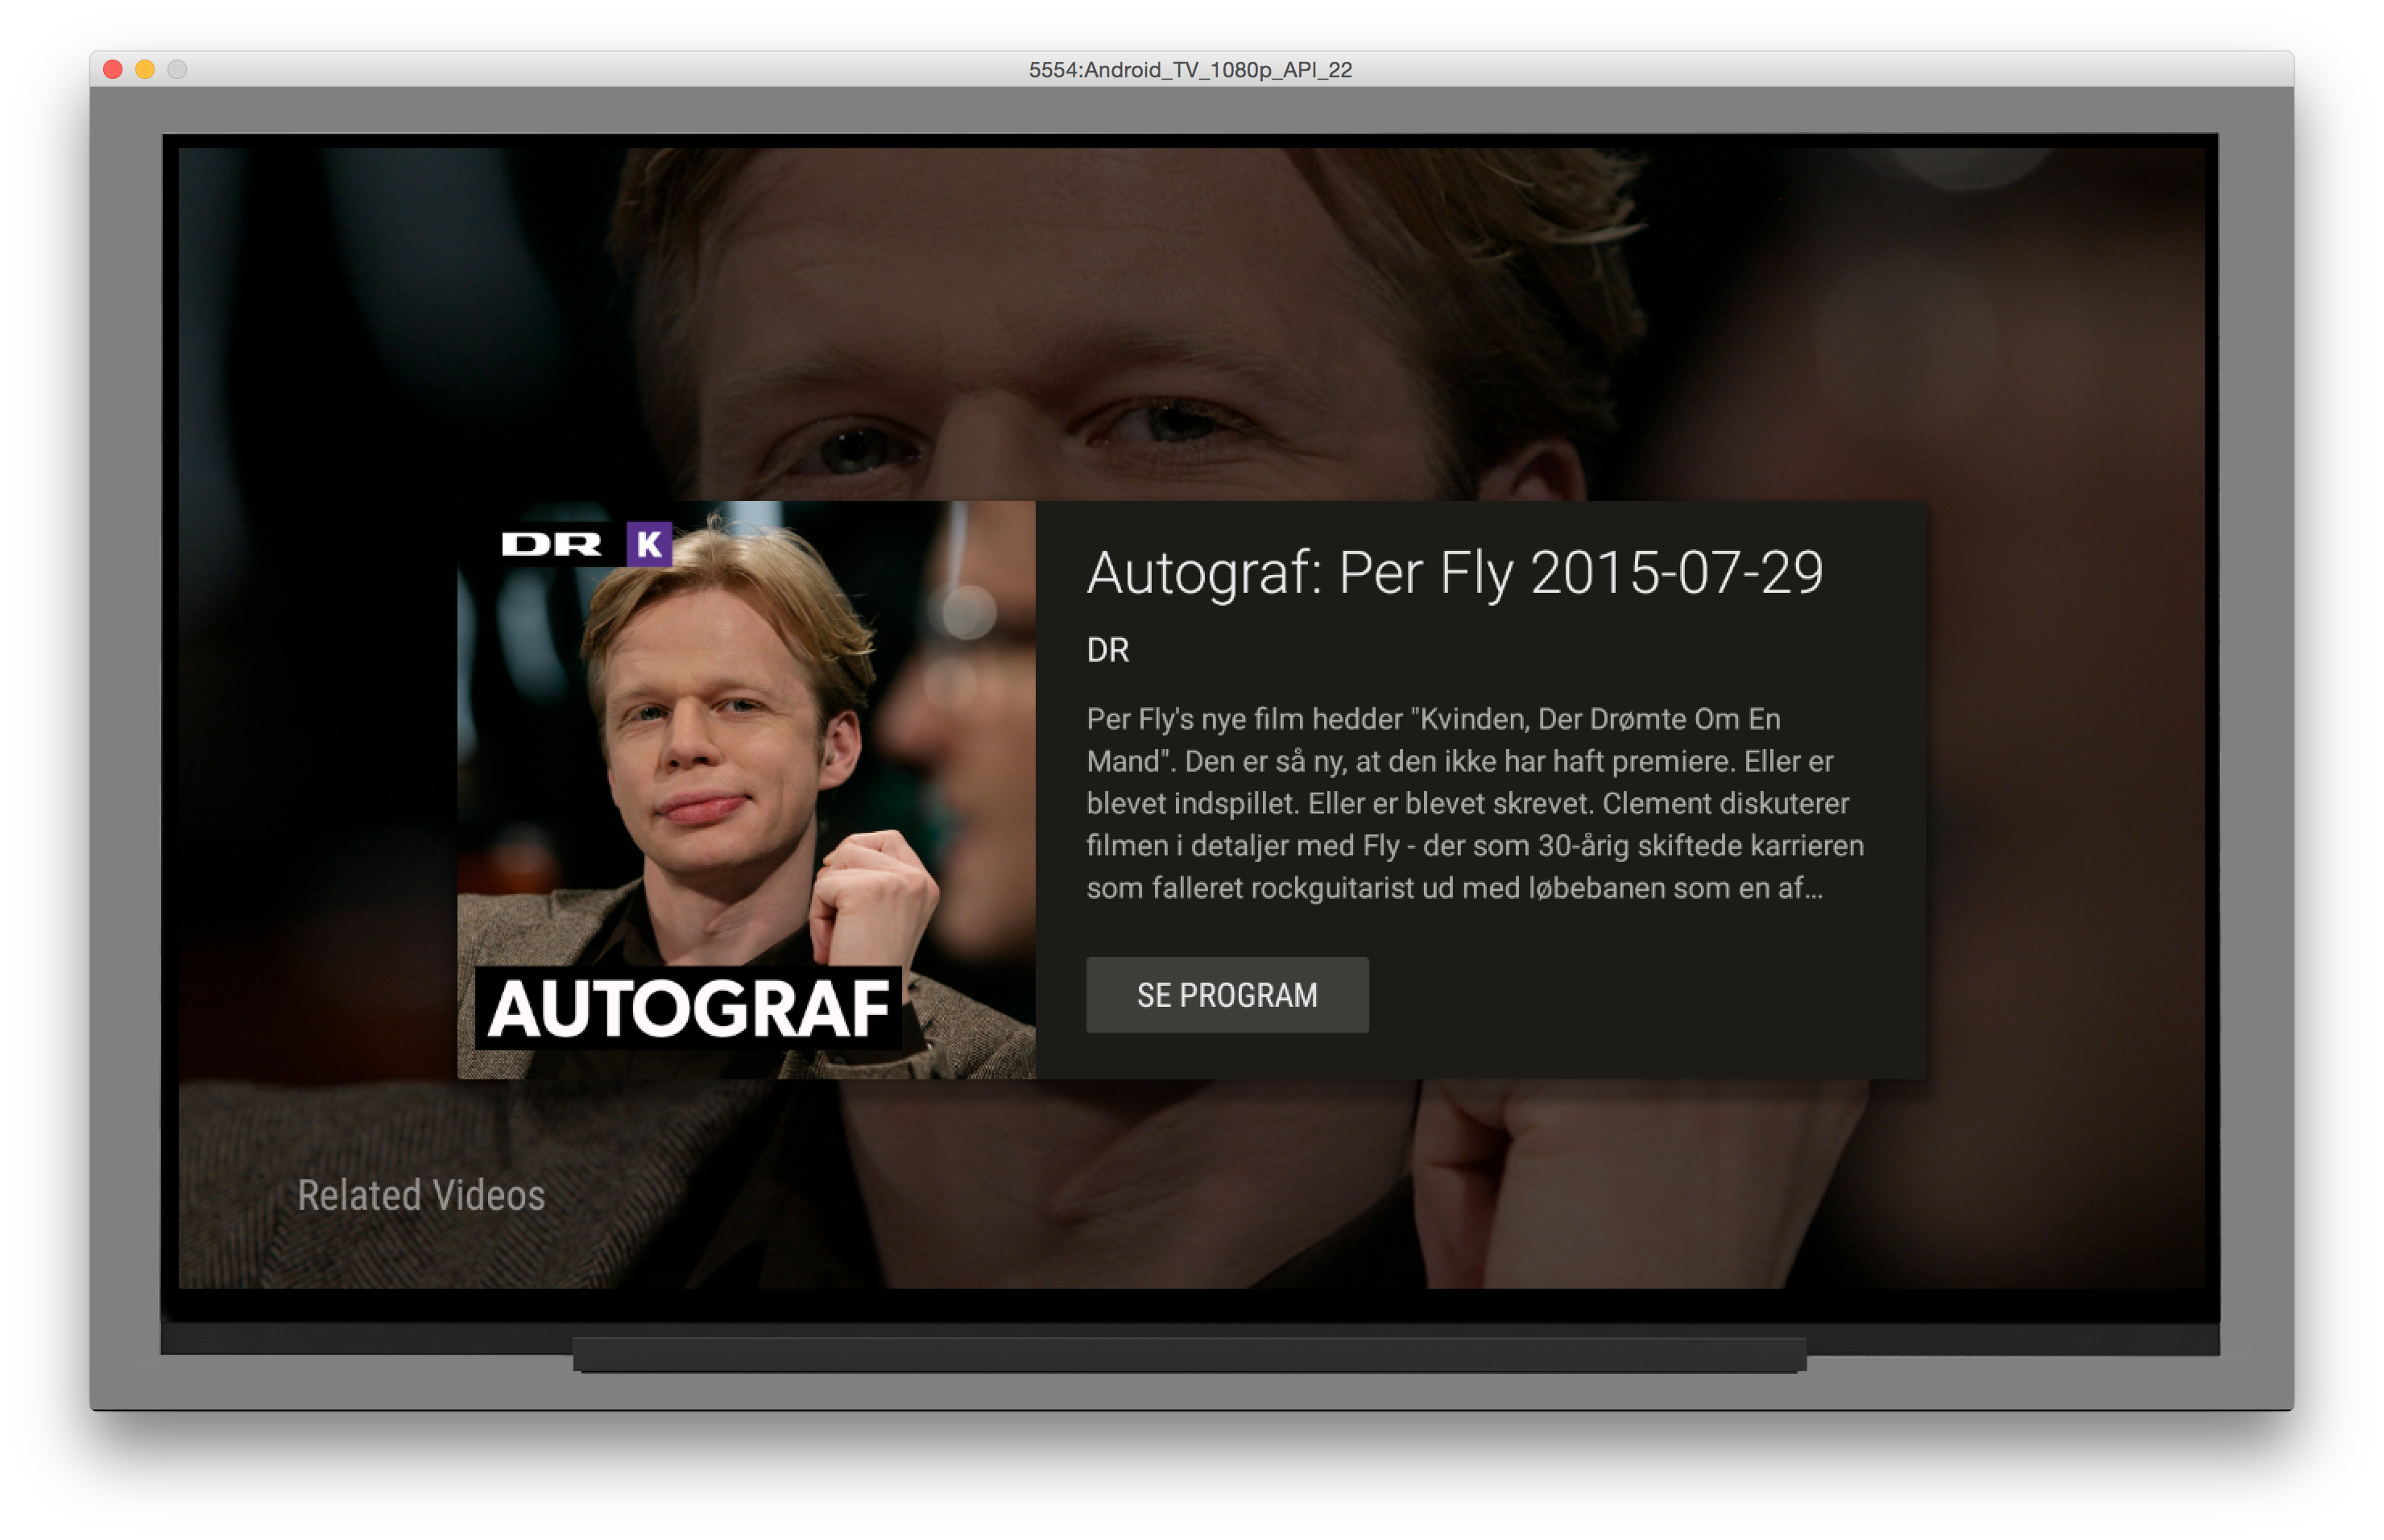 5554:Android_TV_1080p_API_22
DR K
AUTOGRAF
Autograf: Per Fly 2015-07-29
DR
Per Fly's nye film hedder "Kvinden, Der Drømte Om En
Mand". Den er så ny, at den ikke har haft premiere. Eller er
blevet indspillet. Eller er blevet skrevet. Clement diskuterer
filmen i detaljer med Fly - der som 30-årig skiftede karrieren
som falleret rockguitarist ud med løbebanen som en af...
SE PROGRAM
Related Videos